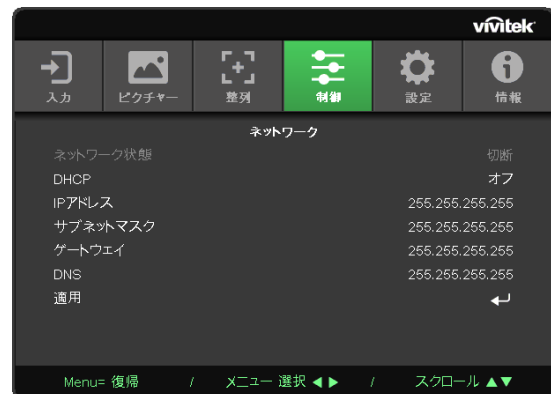 vivitek
入力 ピクチャー 整列 制御 設定 情報
ネットワーク
ネットワーク状態 切断
DHCP オフ
IPアドレス 255.255.255.255
サブネットマスク 255.255.255.255
ゲートウェイ 255.255.255.255
DNS 255.255.255.255
適用
Menu= 復帰 / メニュー 選択 ◀ ▶ / スクロール ▲▼